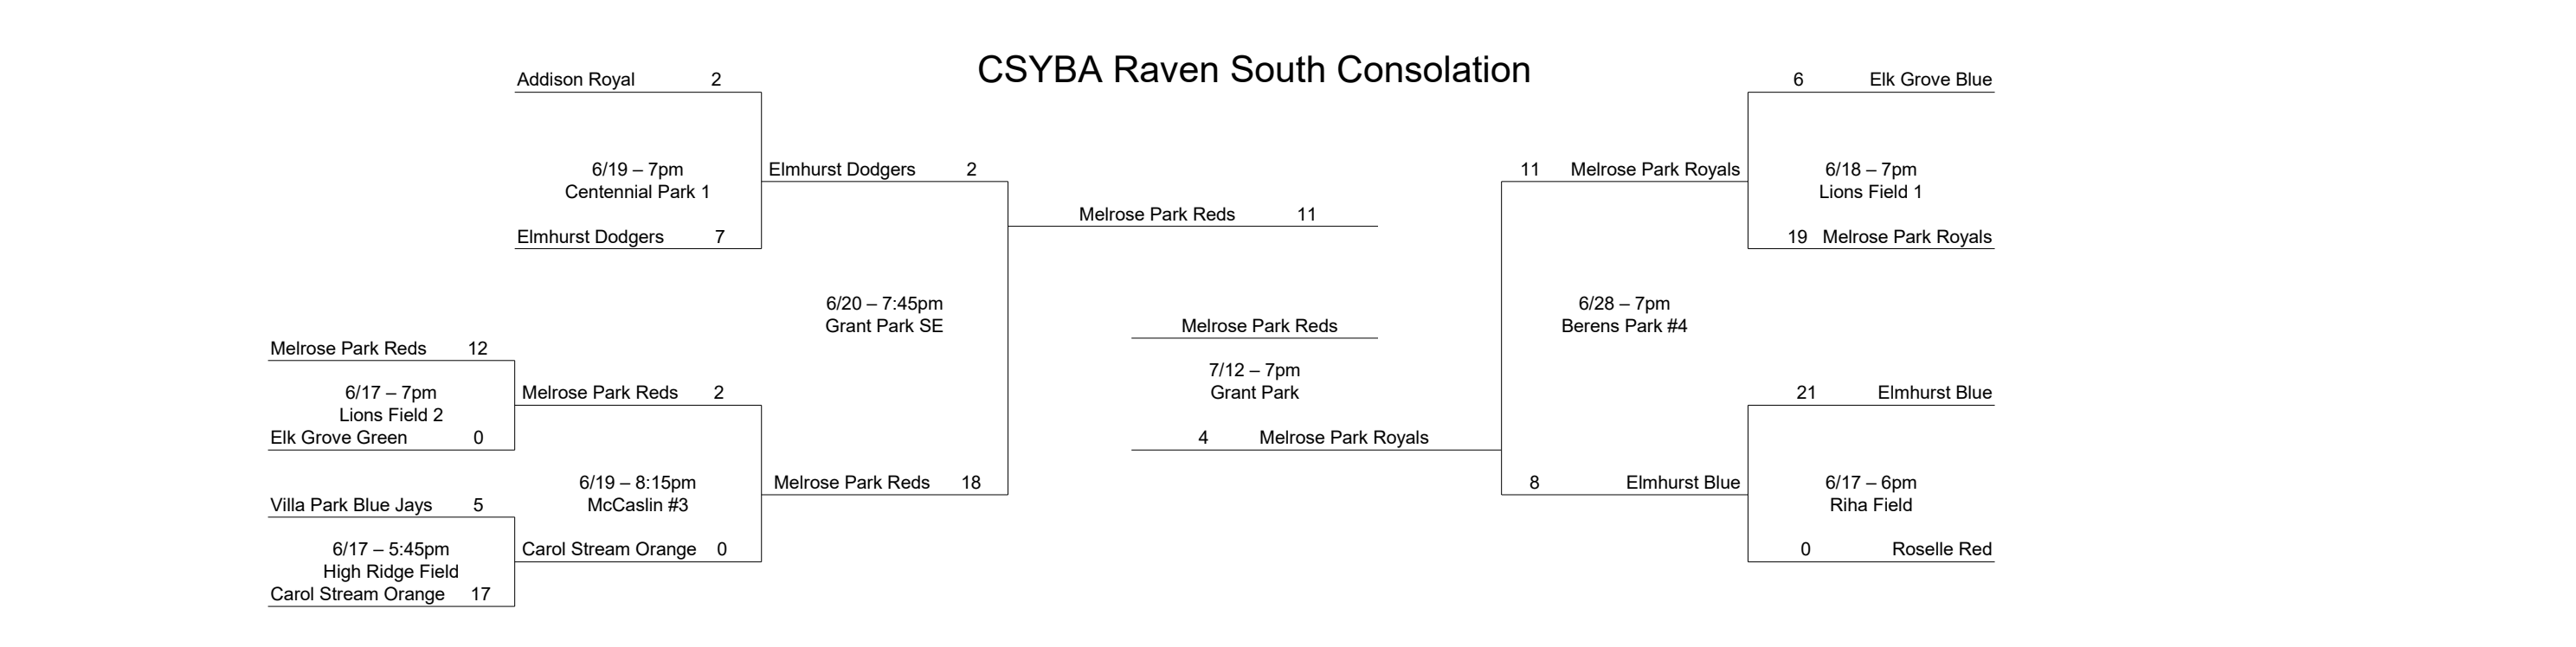 CSYBA Raven South Consolation
Addison Royal 2
6/19 – 7pm
Centennial Park 1
Elmhurst Dodgers 7
Elmhurst Dodgers 2
6/20 – 7:45pm
Grant Park SE
Melrose Park Reds 12
6/17 – 7pm
Lions Field 2
Elk Grove Green 0
Melrose Park Reds 2
6/19 – 8:15pm
McCaslin #3
Villa Park Blue Jays 5
6/17 – 5:45pm
High Ridge Field
Carol Stream Orange 17
Carol Stream Orange 0
Melrose Park Reds 18
Melrose Park Reds 11
Melrose Park Reds
7/12 – 7pm
Grant Park
4 Melrose Park Royals
11 Melrose Park Royals
6/28 – 7pm
Berens Park #4
8 Elmhurst Blue
6 Elk Grove Blue
6/18 – 7pm
Lions Field 1
19 Melrose Park Royals
21 Elmhurst Blue
6/17 – 6pm
Riha Field
0 Roselle Red